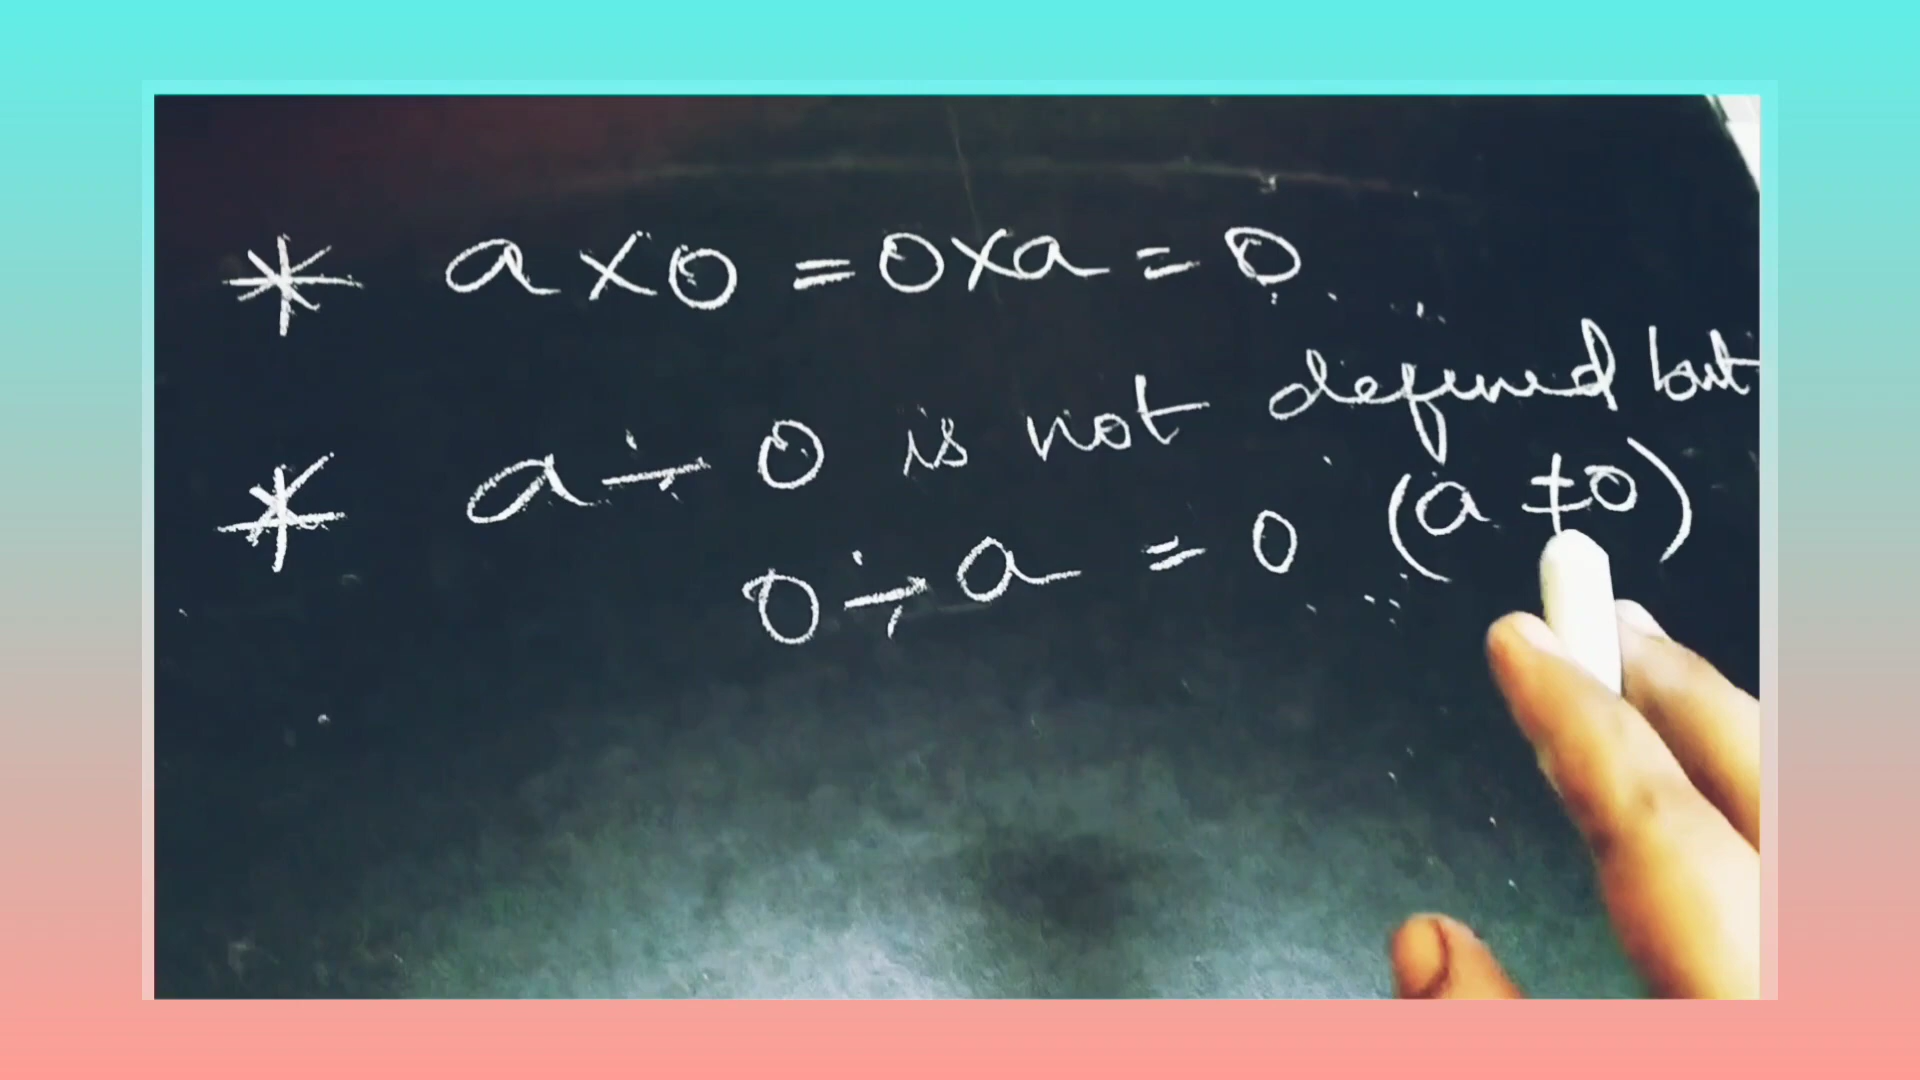 * a × 0 = 0 × a = 0
* a ÷ 0 is not defined but
0 ÷ a = 0 (a ≠ 0)